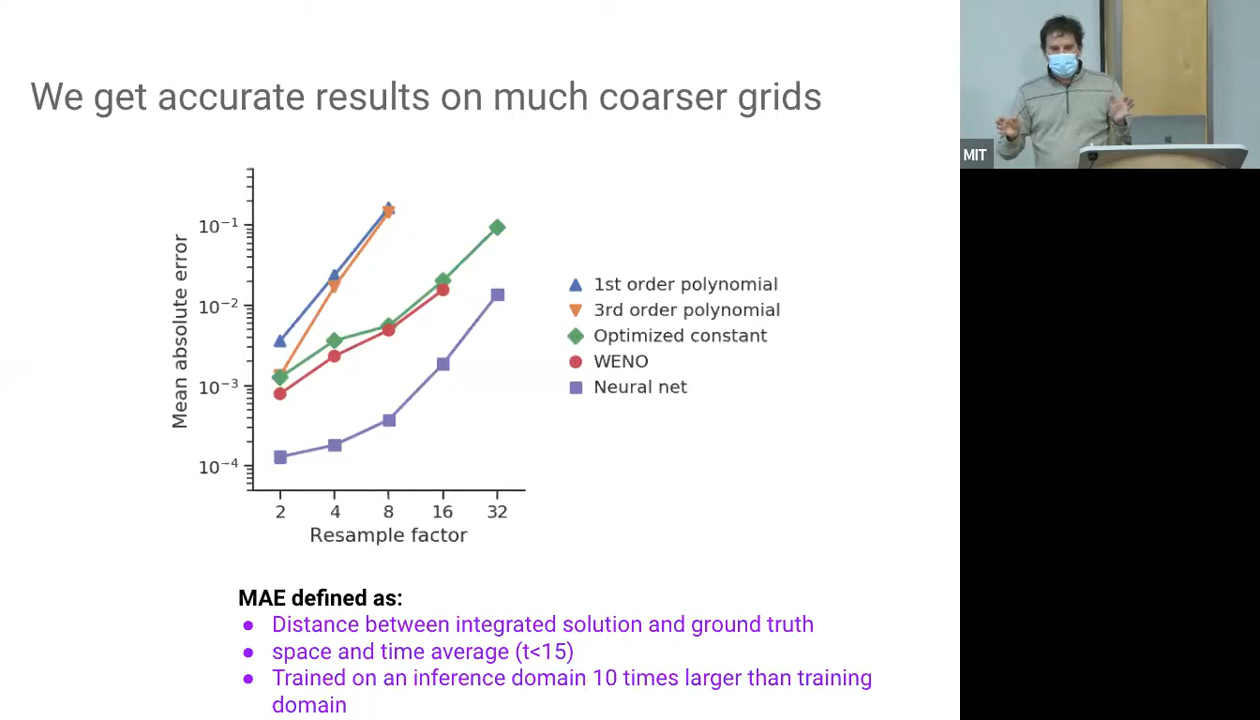 We get accurate results on much coarser grids
MIT
10⁻¹
10⁻²
10⁻³
10⁻⁴
Mean absolute error
2 4 8 16 32
Resample factor
1st order polynomial
3rd order polynomial
Optimized constant
WENO
Neural net
MAE defined as:
● Distance between integrated solution and ground truth
● space and time average (t<15)
● Trained on an inference domain 10 times larger than training
domain